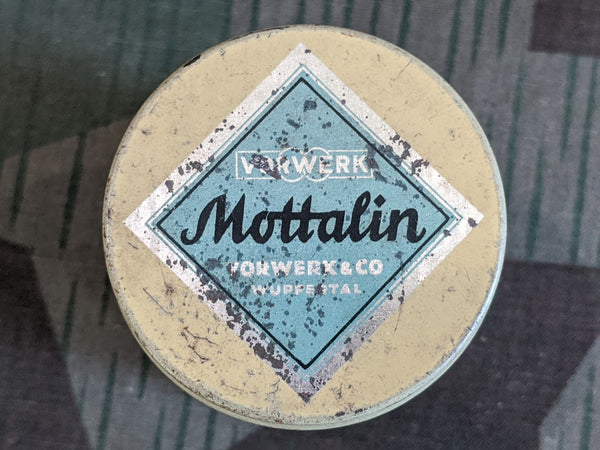 VORWERK
Mottalin
VORWERK & CO
WUPPERTAL